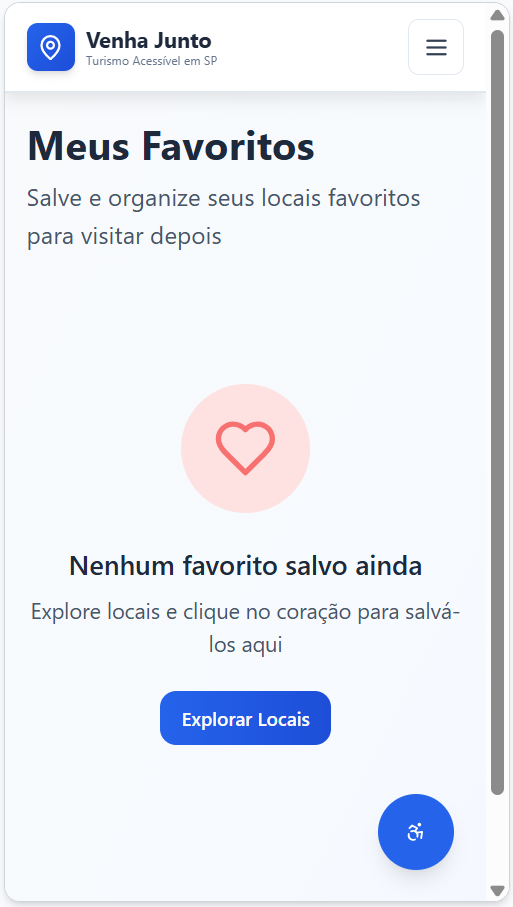 Venha Junto
Turismo Acessível em SP
Meus Favoritos
Salve e organize seus locais favoritos
para visitar depois
Nenhum favorito salvo ainda
Explore locais e clique no coração para salvá-
los aqui
Explorar Locais